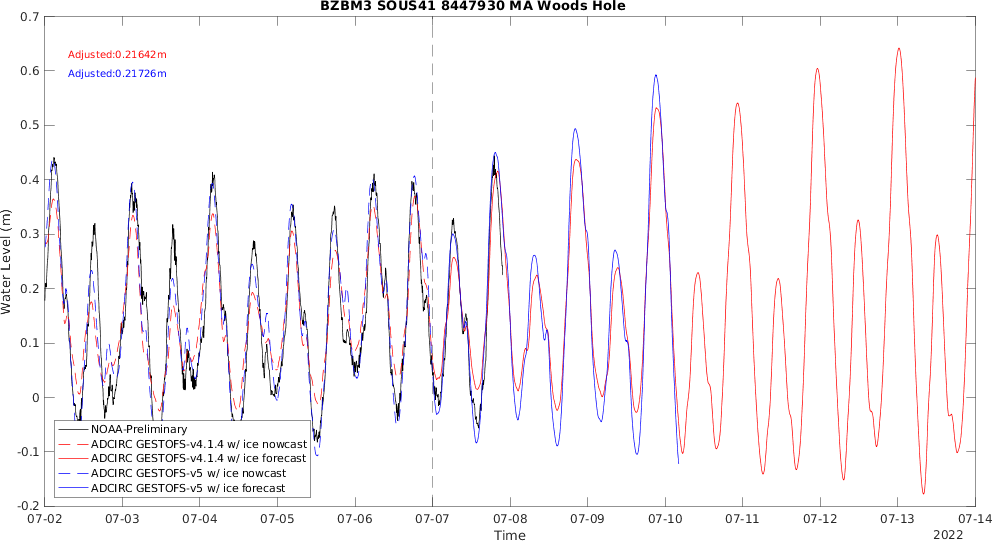 BZBM3 SOUS41 8447930 MA Woods Hole
Adjusted:0.21642m
Adjusted:0.21726m
Water Level (m)
0.7
0.6
0.5
0.4
0.3
0.2
0.1
0
-0.1
-0.2
NOAA-Preliminary
ADCIRC GESTOFS-v4.1.4 w/ ice nowcast
ADCIRC GESTOFS-v4.1.4 w/ ice forecast
ADCIRC GESTOFS-v5 w/ ice nowcast
ADCIRC GESTOFS-v5 w/ ice forecast
07-02 07-03 07-04 07-05 07-06 07-07 07-08 07-09 07-10 07-11 07-12 07-13 07-14
Time
2022